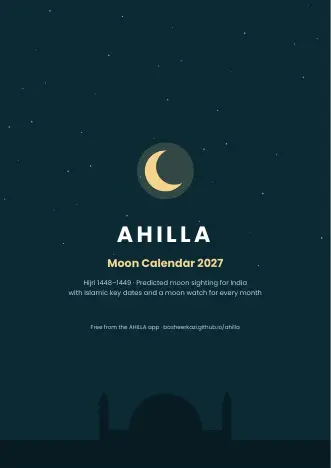 AHILLA
Moon Calendar 2027
Hijri 1448–1449 · Predicted moon sighting for India
with Islamic key dates and a moon watch for every month
Free from the AHILLA app · basheerkazi.github.io/ahilla